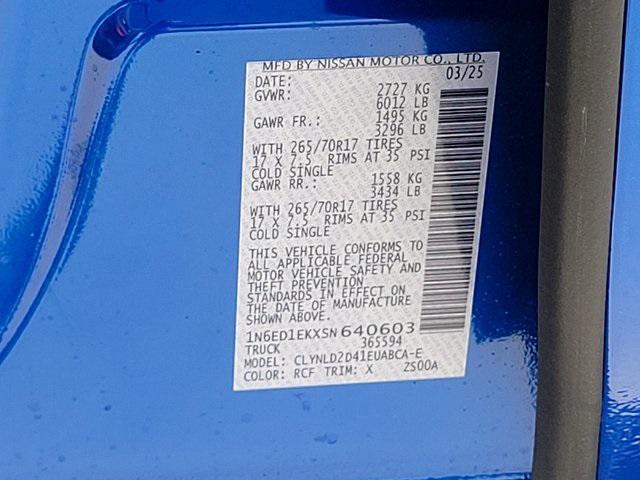 MFD BY NISSAN MOTOR CO., LTD.
DATE: 03/25
GVWR: 2727 KG
6012 LB
GAWR FR.: 1495 KG
3296 LB
WITH 265/70R17 TIRES
17 X 7.5 RIMS AT 35 PSI
COLD SINGLE
GAWR RR.: 1558 KG
3434 LB
WITH 265/70R17 TIRES
17 X 7.5 RIMS AT 35 PSI
COLD SINGLE
THIS VEHICLE CONFORMS TO
ALL APPLICABLE FEDERAL
MOTOR VEHICLE SAFETY AND
THEFT PREVENTION
STANDARDS IN EFFECT ON
THE DATE OF MANUFACTURE
SHOWN ABOVE.
1N6ED1EKXSN640603
TRUCK 365594
MODEL: CLYNLD2D41EUABCA-E
COLOR: RCF TRIM: X ZS00A